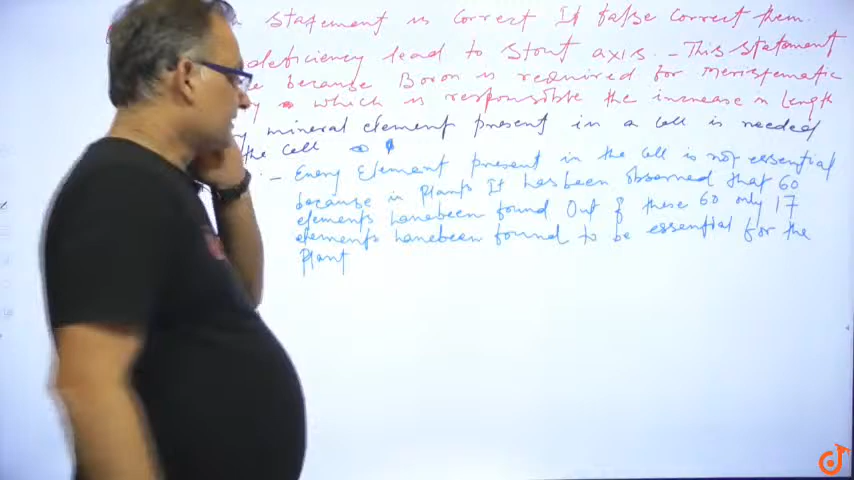 statement is correct If false correct them.
deficiency lead to stout axis. - This statement
because Boron is required for Meristematic
which is responsible the increase n Length
mineral element present in a cell is needed
the cell
- Every Element present in the cell is not essential
because in plants It has been observed that 60
elements have been found Out of these 60 only 17
elements have been found to be essential for the
plant